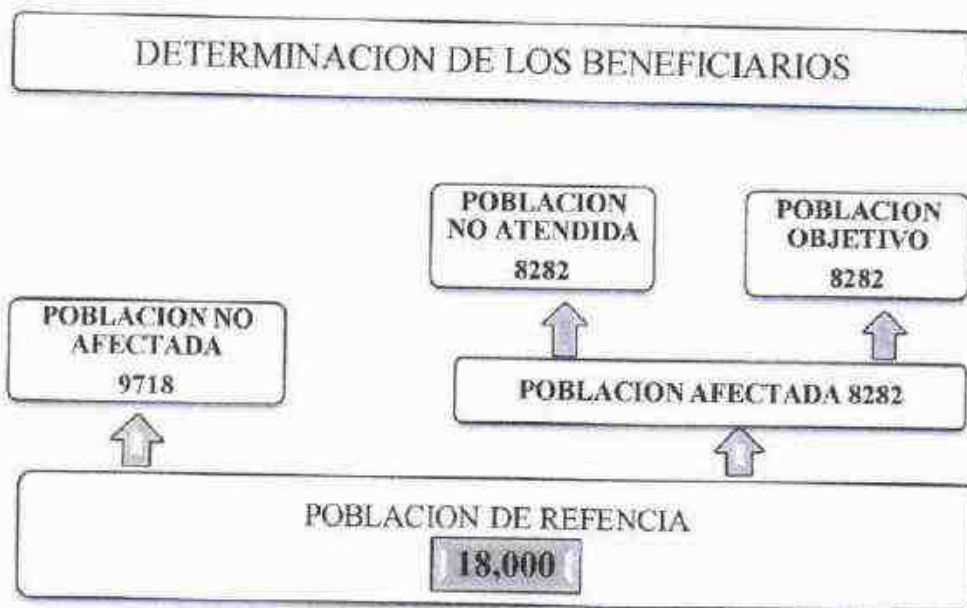 DETERMINACION DE LOS BENEFICIARIOS
POBLACION
NO ATENDIDA
8282
POBLACION
OBJETIVO
8282
POBLACION NO
AFECTADA
9718
POBLACION AFECTADA 8282
POBLACION DE REFENCIA
18,000